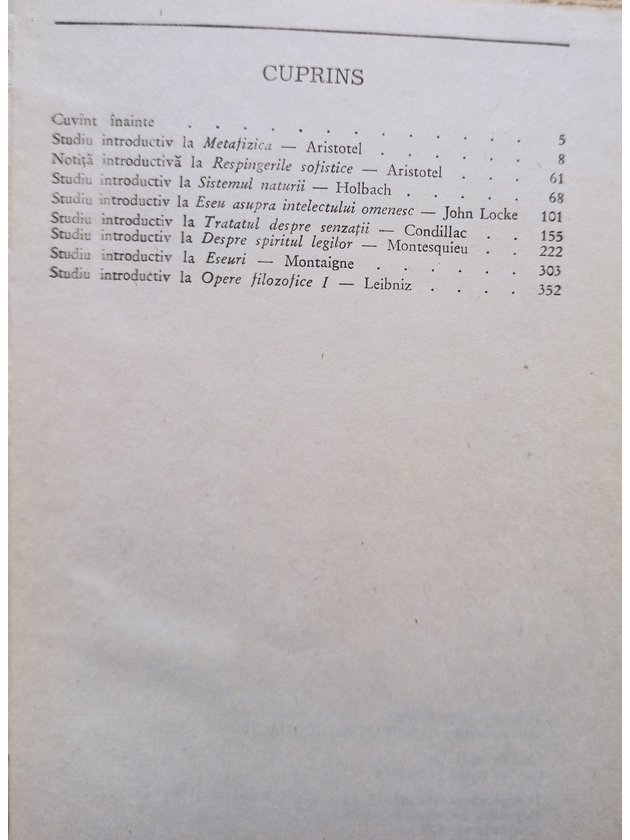 CUPRINS
Cuvînt înainte . . . . . . . . . . . . . 5
Studiu introductiv la Metafizica — Aristotel . . . . . . 8
Notiță introductivă la Respingerile sofistice — Aristotel . . . 61
Studiu introductiv la Sistemul naturii — Holbach . . . . . 68
Studiu introductiv la Eseu asupra intelectului omenesc — John Locke 101
Studiu introductiv la Tratatul despre senzații — Condillac . . 155
Studiu introductiv la Despre spiritul legilor — Montesquieu . . 222
Studiu introductiv la Eseuri — Montaigne . . . . . . 303
Studiu introductiv la Opere filozofice I — Leibniz . . . . 352